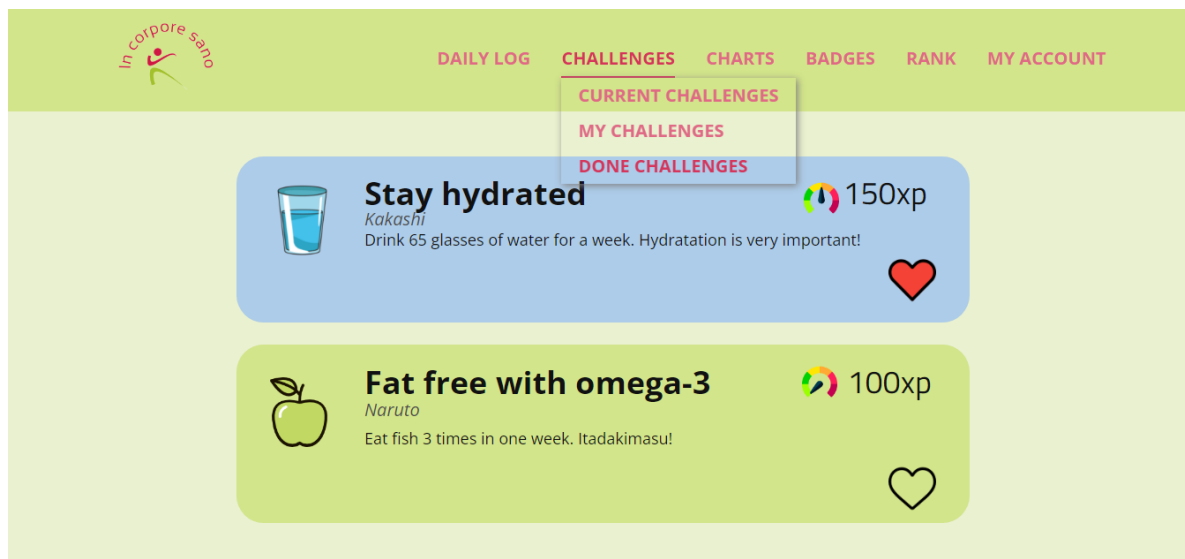 In corpore sano
DAILY LOG CHALLENGES CHARTS BADGES RANK MY ACCOUNT
CURRENT CHALLENGES
MY CHALLENGES
DONE CHALLENGES
Stay hydrated 150xp
Kakashi
Drink 65 glasses of water for a week. Hydratation is very important!
Fat free with omega-3 100xp
Naruto
Eat fish 3 times in one week. Itadakimasu!